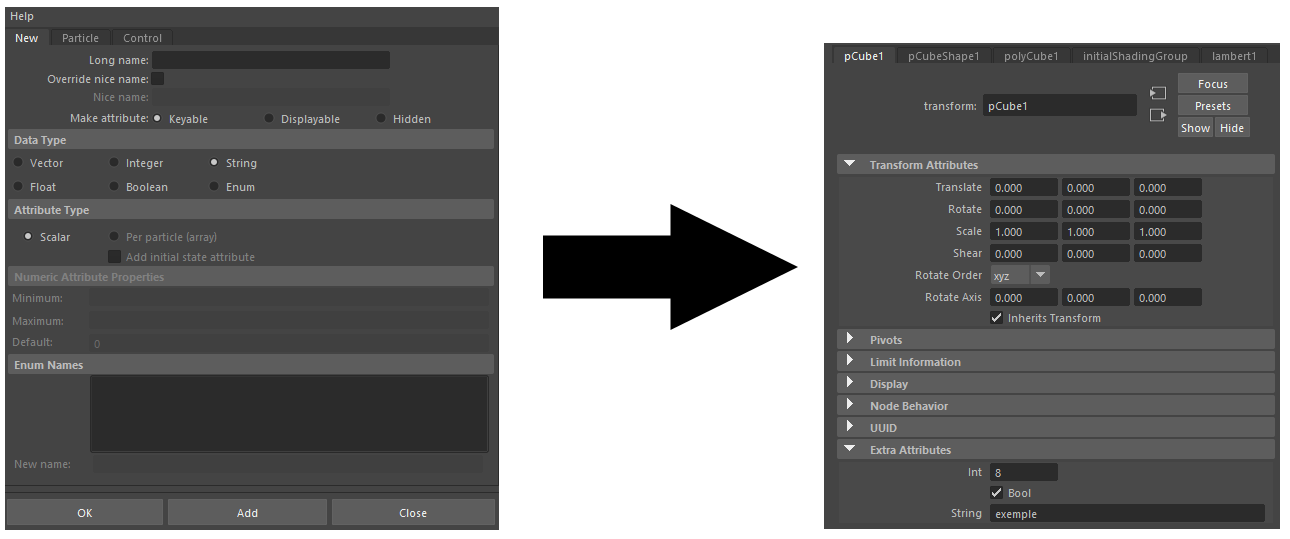 Help
New Particle Control
Long name:
Override nice name:
Nice name:
Make attribute: Keyable Displayable Hidden
Data Type
Vector Integer String
Float Boolean Enum
Attribute Type
Scalar Per particle (array)
Add initial state attribute
Numeric Attribute Properties
Minimum:
Maximum:
Default: 0
Enum Names
New name:
OK Add Close
pCube1 pCubeShape1 polyCube1 initialShadingGroup lambert1
Focus
transform: pCube1 Presets
Show Hide
Transform Attributes
Translate 0.000 0.000 0.000
Rotate 0.000 0.000 0.000
Scale 1.000 1.000 1.000
Shear 0.000 0.000 0.000
Rotate Order xyz
Rotate Axis 0.000 0.000 0.000
Inherits Transform
Pivots
Limit Information
Display
Node Behavior
UUID
Extra Attributes
Int 8
Bool
String exemple